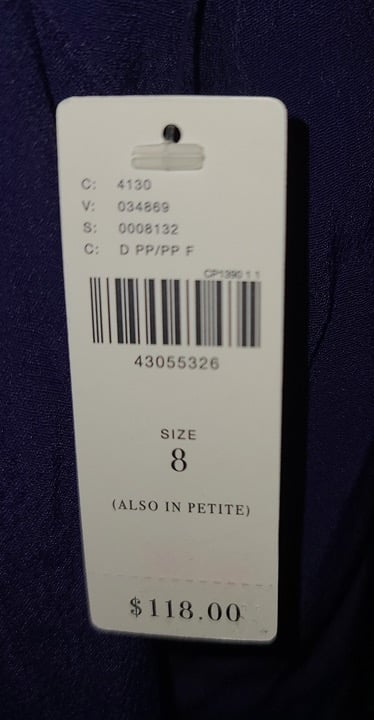 C: 4130
V: 034869
S: 0008132
C: D PP/PP F
CP1390 1 1
43055326
SIZE
8
(ALSO IN PETITE)
$118.00